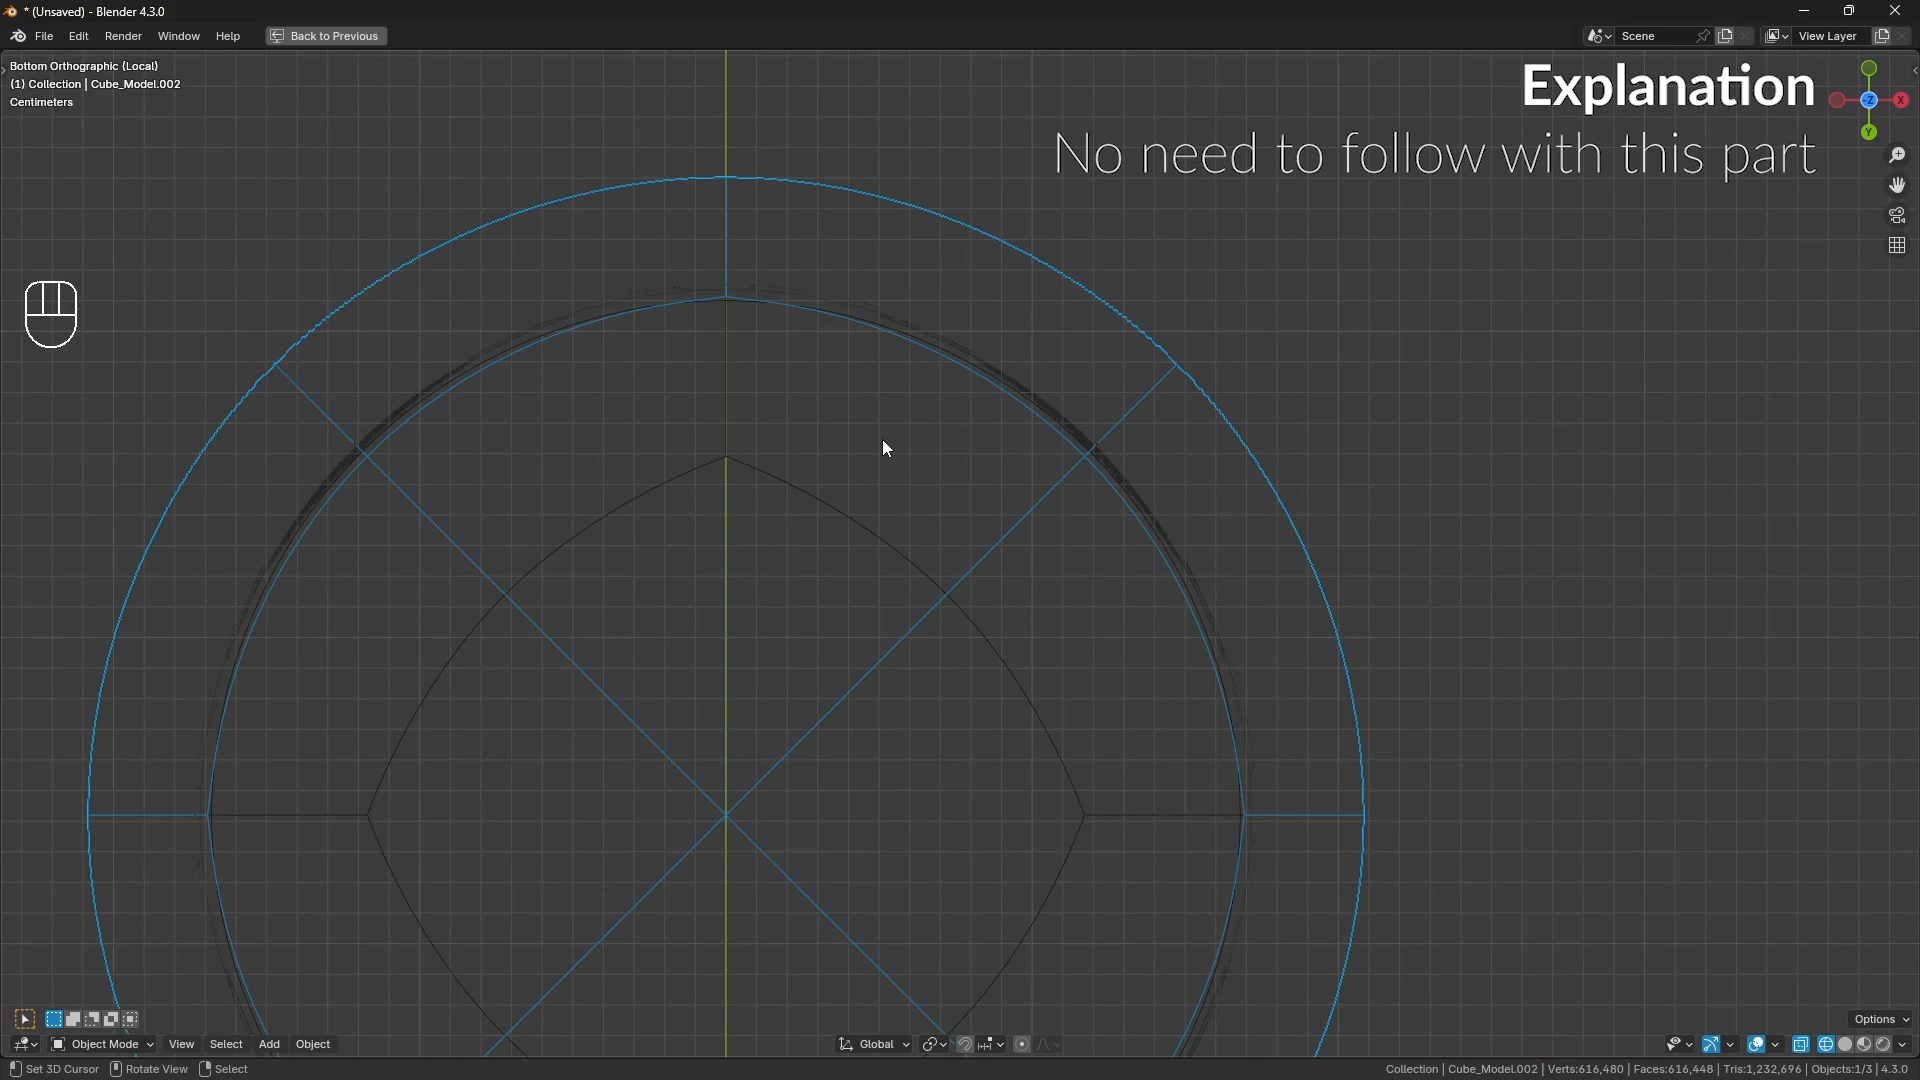 * (Unsaved) - Blender 4.3.0
File Edit Render Window Help Back to Previous Scene View Layer
Bottom Orthographic (Local)
(1) Collection | Cube_Model.002
Centimeters
Explanation
No need to follow with this part
X
-Z
Y
Options
Object Mode View Select Add Object Global
Set 3D Cursor Rotate View Select Collection | Cube_Model.002 | Verts:616,480 | Faces:616,448 | Tris:1,232,696 | Objects:1/3 | 4.3.0